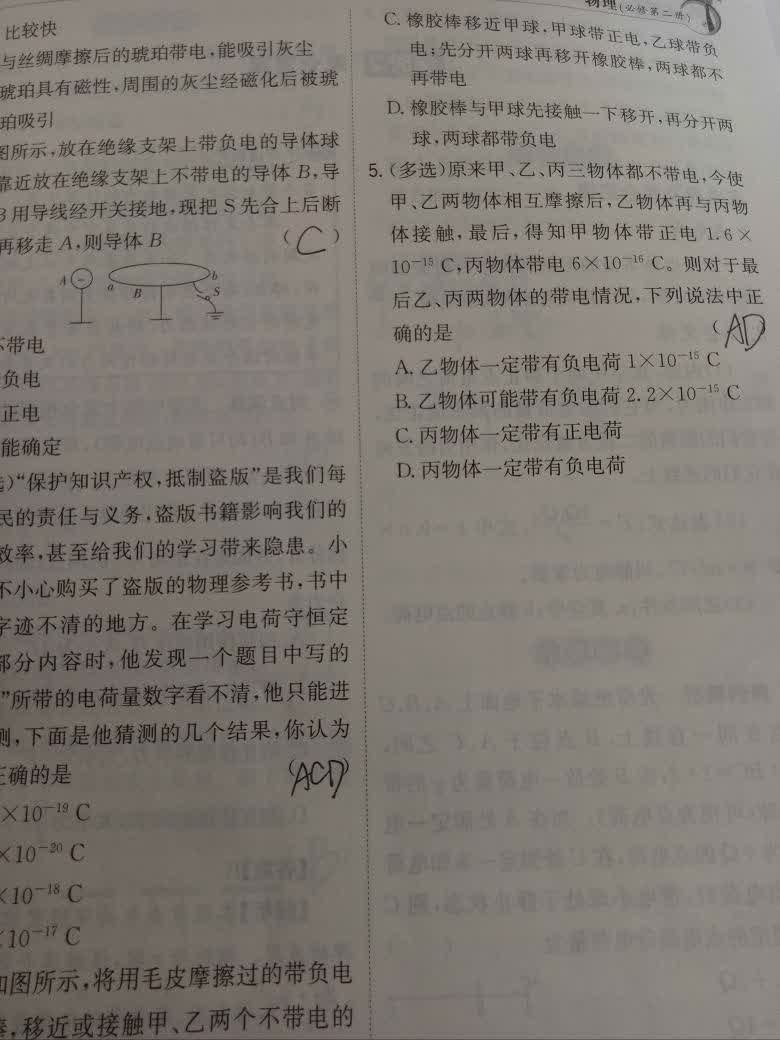 比较快
与丝绸摩擦后的琥珀带电,能吸引灰尘
琥珀具有磁性,周围的灰尘经磁化后被琥
珀吸引
图所示,放在绝缘支架上带负电的导体球
靠近放在绝缘支架上不带电的导体 B,导
B 用导线经开关接地,现把 S 先合上后断
再移走 A,则导体 B (C)
A a B b S
不带电
负电
正电
能确定
)“保护知识产权,抵制盗版”是我们每
民的责任与义务,盗版书籍影响我们的
效率,甚至给我们的学习带来隐患。小
不小心购买了盗版的物理参考书,书中
字迹不清的地方。在学习电荷守恒定
部分内容时,他发现一个题目中写的
”所带的电荷量数字看不清,他只能进
测,下面是他猜测的几个结果,你认为
正确的是 (ACD)
×10⁻¹⁹ C
×10⁻²⁰ C
×10⁻¹⁸ C
×10⁻¹⁷ C
如图所示,将用毛皮摩擦过的带负电
棒,移近或接触甲、乙两个不带电的
物理(必修第二册)
C. 橡胶棒移近甲球,甲球带正电,乙球带负
电;先分开两球再移开橡胶棒,两球都不
再带电
D. 橡胶棒与甲球先接触一下移开,再分开两
球,两球都带负电
5. (多选)原来甲、乙、丙三物体都不带电,今使
甲、乙两物体相互摩擦后,乙物体再与丙物
体接触,最后,得知甲物体带正电 1.6×
10⁻¹⁵ C,丙物体带电 6×10⁻¹⁶ C。则对于最
后乙、丙两物体的带电情况,下列说法中正
确的是 (AD)
A. 乙物体一定带有负电荷 1×10⁻¹⁵ C
B. 乙物体可能带有负电荷 2.2×10⁻¹⁵ C
C. 丙物体一定带有正电荷
D. 丙物体一定带有负电荷